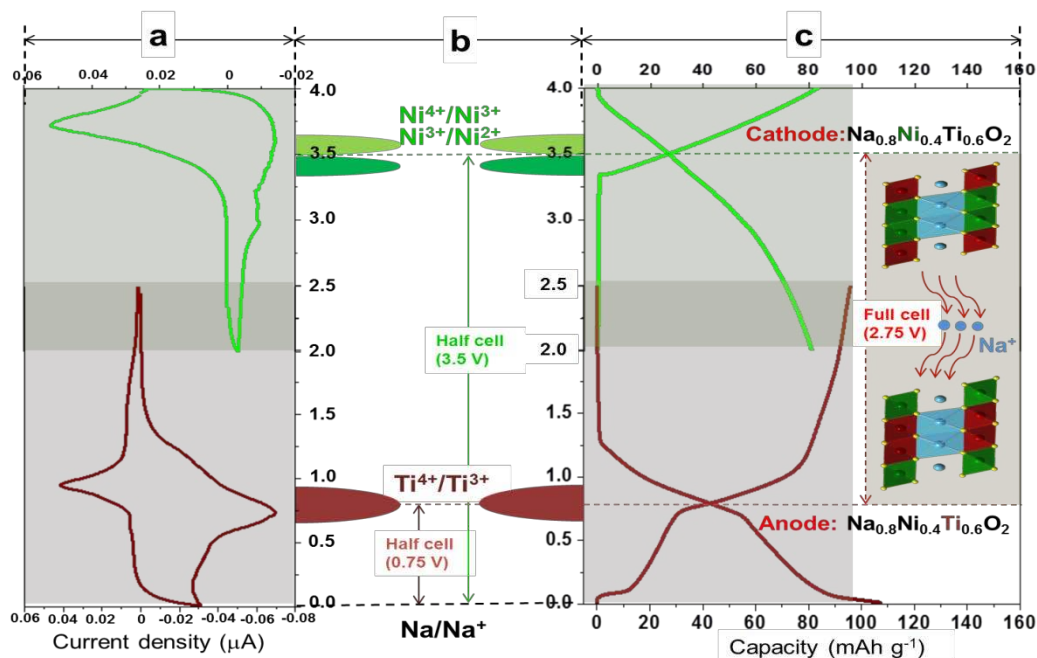 a
b
c
0.06 0.04 0.02 0 -0.02
0 20 40 60 80 100 120 140 160
4.0
3.5
3.0
2.5
2.0
1.5
1.0
0.5
0.0
Ni⁴⁺/Ni³⁺
Ni³⁺/Ni²⁺
Cathode:Na₀.₈Ni₀.₄Ti₀.₆O₂
Half cell
(3.5 V)
Full cell
(2.75 V)
Na⁺
Ti⁴⁺/Ti³⁺
Half cell
(0.75 V)
Anode: Na₀.₈Ni₀.₄Ti₀.₆O₂
0.06 0.04 0.02 0 -0.02 -0.04 -0.06 -0.08
Na/Na⁺
0 20 40 60 80 100 120 140 160
Current density (µA)
Capacity (mAh g⁻¹)